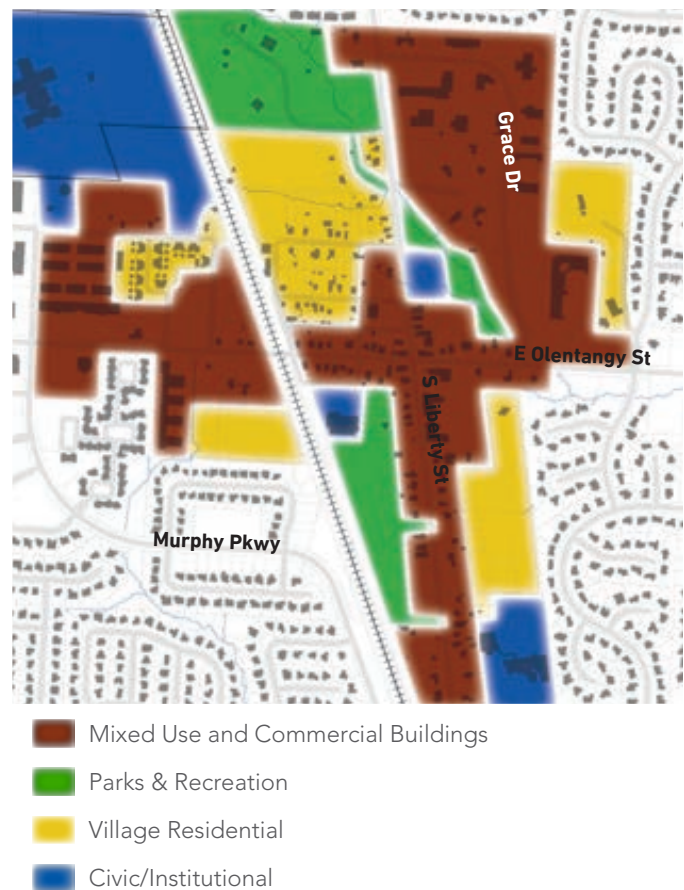 Grace Dr
E Olentangy St
S Liberty St
Murphy Pkwy
Mixed Use and Commercial Buildings
Parks & Recreation
Village Residential
Civic/Institutional